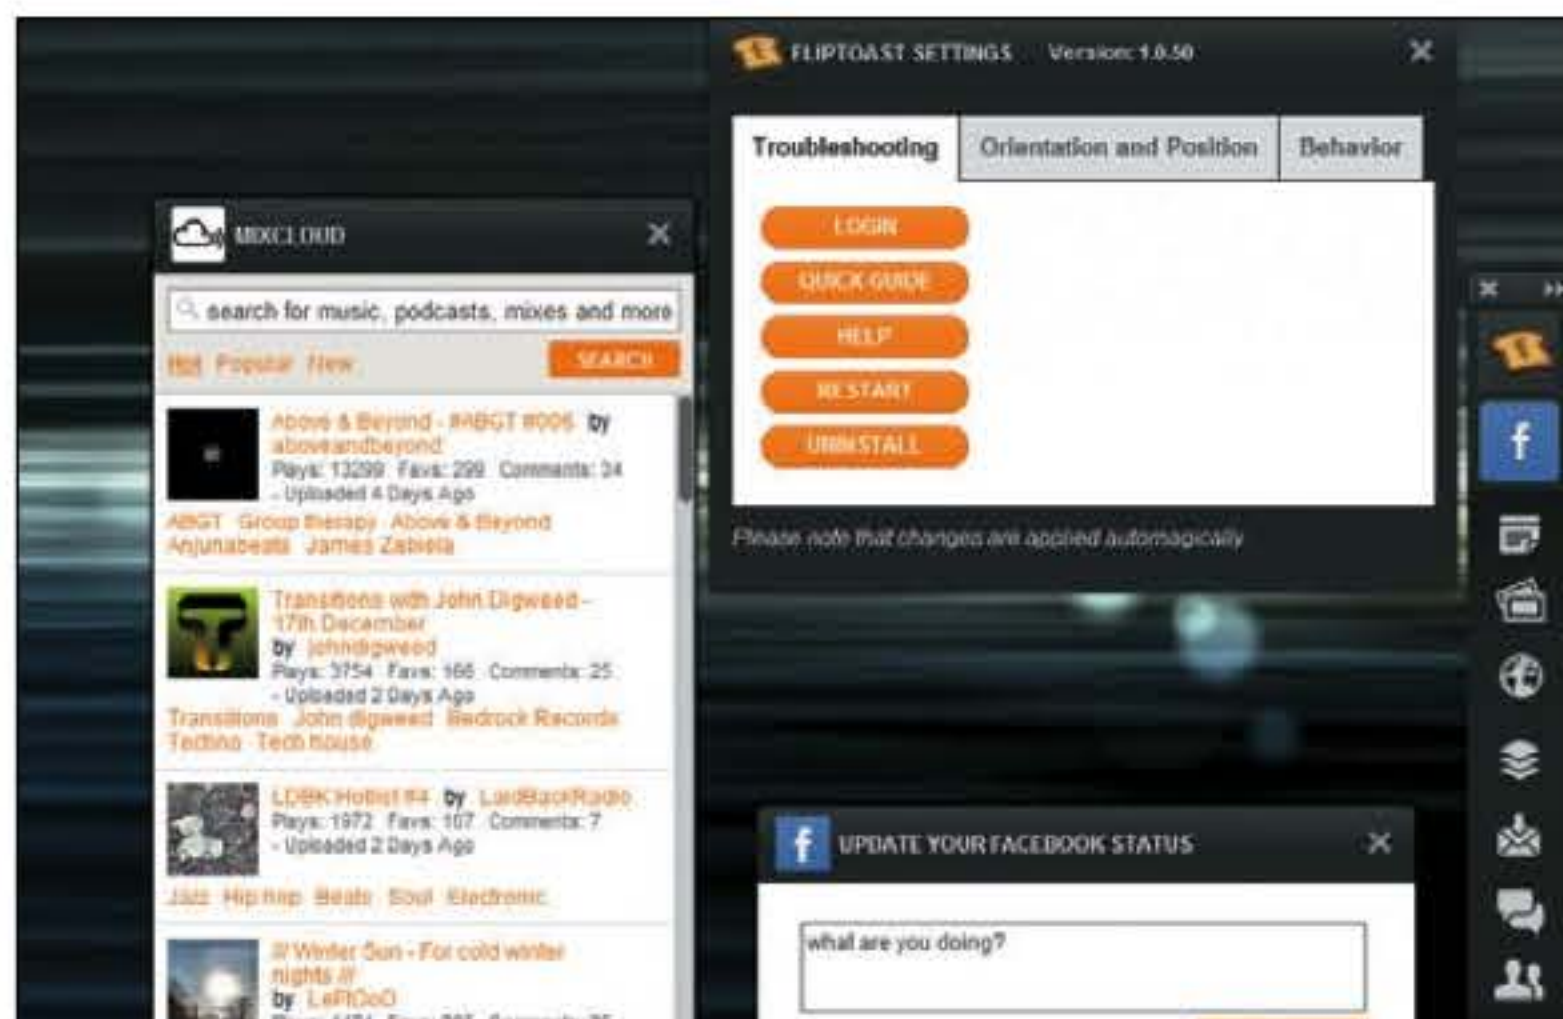 FLIPTOAST SETTINGS Version: 1.0.50
Troubleshooting Orientation and Position Behavior
LOGIN
QUICK GUIDE
HELP
RESTART
UNINSTALL
Please note that changes are applied automagically
MIXCLOUD
search for music, podcasts, mixes and more
Hot Popular New SEARCH
Above & Beyond - #ABGT #006 by
aboveandbeyond
Plays: 13299 Favs: 299 Comments: 34
- Uploaded 4 Days Ago
ABGT Group therapy Above & Beyond
Anjunabeats James Zabiela
Transitions with John Digweed -
17th December
by johndigweed
Plays: 3754 Favs: 166 Comments: 25
- Uploaded 2 Days Ago
Transitions John digweed Bedrock Records
Techno Tech house
LDBK Hotlist #4 by LaidBackRadio
Plays: 1972 Favs: 107 Comments: 7
- Uploaded 2 Days Ago
Jazz Hip hop Beats Soul Electronic
/// Winter Sun - For cold winter
nights ///
by
UPDATE YOUR FACEBOOK STATUS
what are you doing?